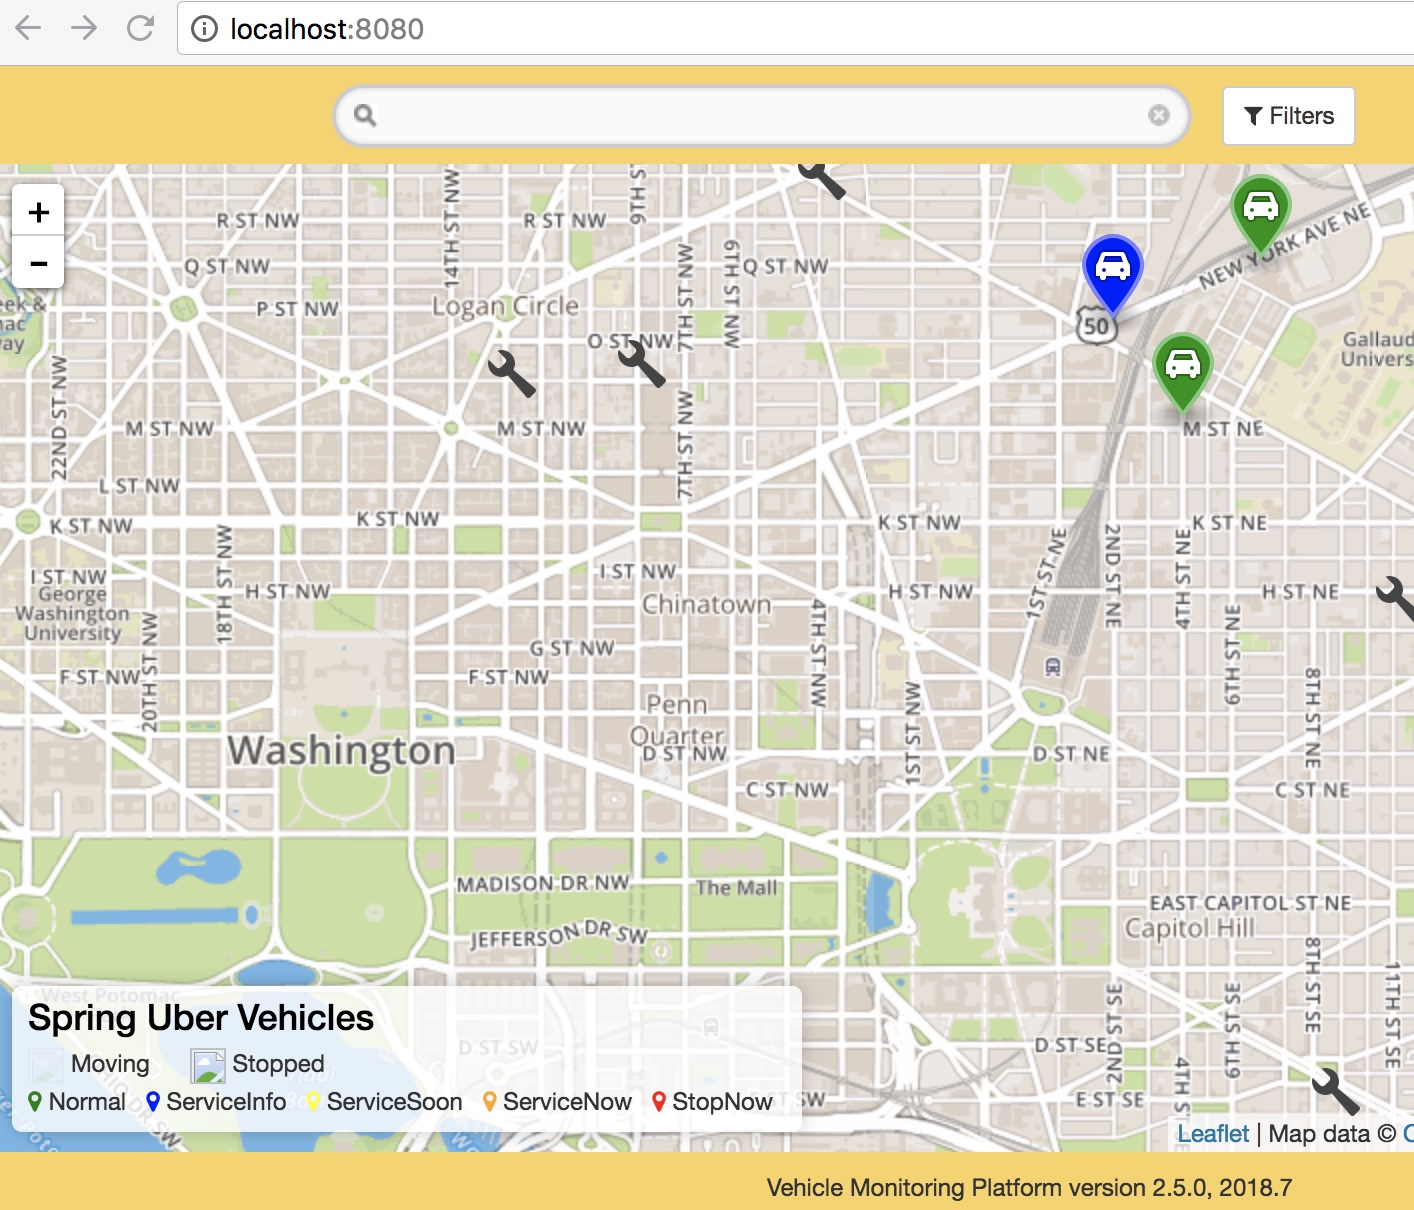 localhost:8080
Filters
+
−
R ST NW
14TH ST NW
R ST NW
9TH S
Q ST NW
7TH ST NW
6TH ST NW
Q ST NW
NEW YORK AVE NE
eek &
P ST NW
Logan Circle
50
ac
ay
O ST NW
Gallaud
Univers
22ND ST NW
M ST NW
M ST NW
7TH ST NW
M ST NE
L ST NW
K ST NW
K ST NW
K ST NW
K ST NE
18TH ST NW
1ST ST NE
2ND ST NE
4TH ST NE
I ST NW
I ST NW
George
Washington
University
H ST NW
H ST NW
H ST NE
Chinatown
4TH ST NW
20TH ST NW
G ST NW
6TH ST NE
F ST NW
F ST NW
8TH ST NE
Penn
Quarter
1ST ST NW
Washington
D ST NW
D ST NE
C ST NW
C ST NE
MADISON DR NW
The Mall
EAST CAPITOL ST NE
JEFFERSON DR SW
Capitol Hill
8TH ST SE
11TH ST SE
West Potomac
2ND ST SE
6TH ST SE
Spring Uber Vehicles
D ST SW
D ST SE
Moving
Stopped
4TH S
Normal ServiceInfo ServiceSoon ServiceNow StopNow
ST SW
E ST SE
Leaflet | Map data ©
Vehicle Monitoring Platform version 2.5.0, 2018.7